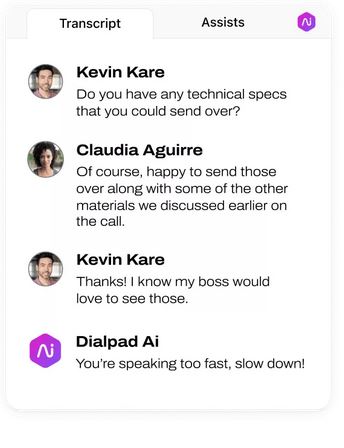 Transcript
Assists
Kevin Kare
Do you have any technical specs
that you could send over?
Claudia Aguirre
Of course, happy to send those
over along with some of the other
materials we discussed earlier on
the call.
Kevin Kare
Thanks! I know my boss would
love to see those.
Dialpad Ai
You’re speaking too fast, slow down!